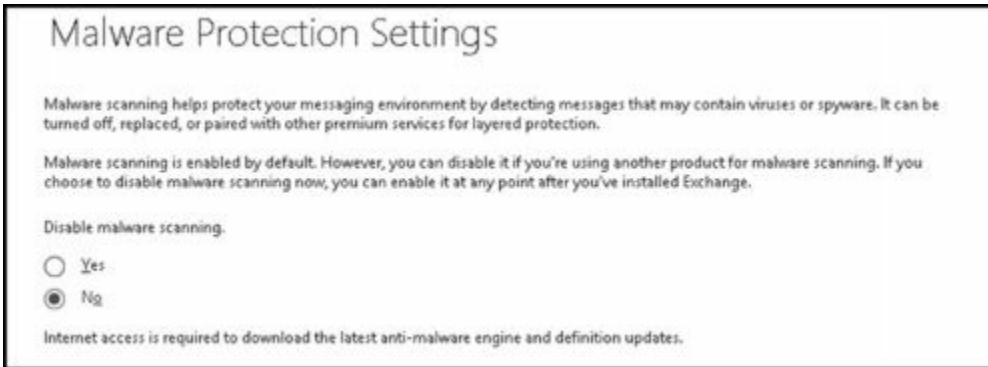 Malware Protection Settings
Malware scanning helps protect your messaging environment by detecting messages that may contain viruses or spyware. It can be
turned off, replaced, or paired with other premium services for layered protection.
Malware scanning is enabled by default. However, you can disable it if you're using another product for malware scanning. If you
choose to disable malware scanning now, you can enable it at any point after you've installed Exchange.
Disable malware scanning.
Yes
No
Internet access is required to download the latest anti-malware engine and definition updates.